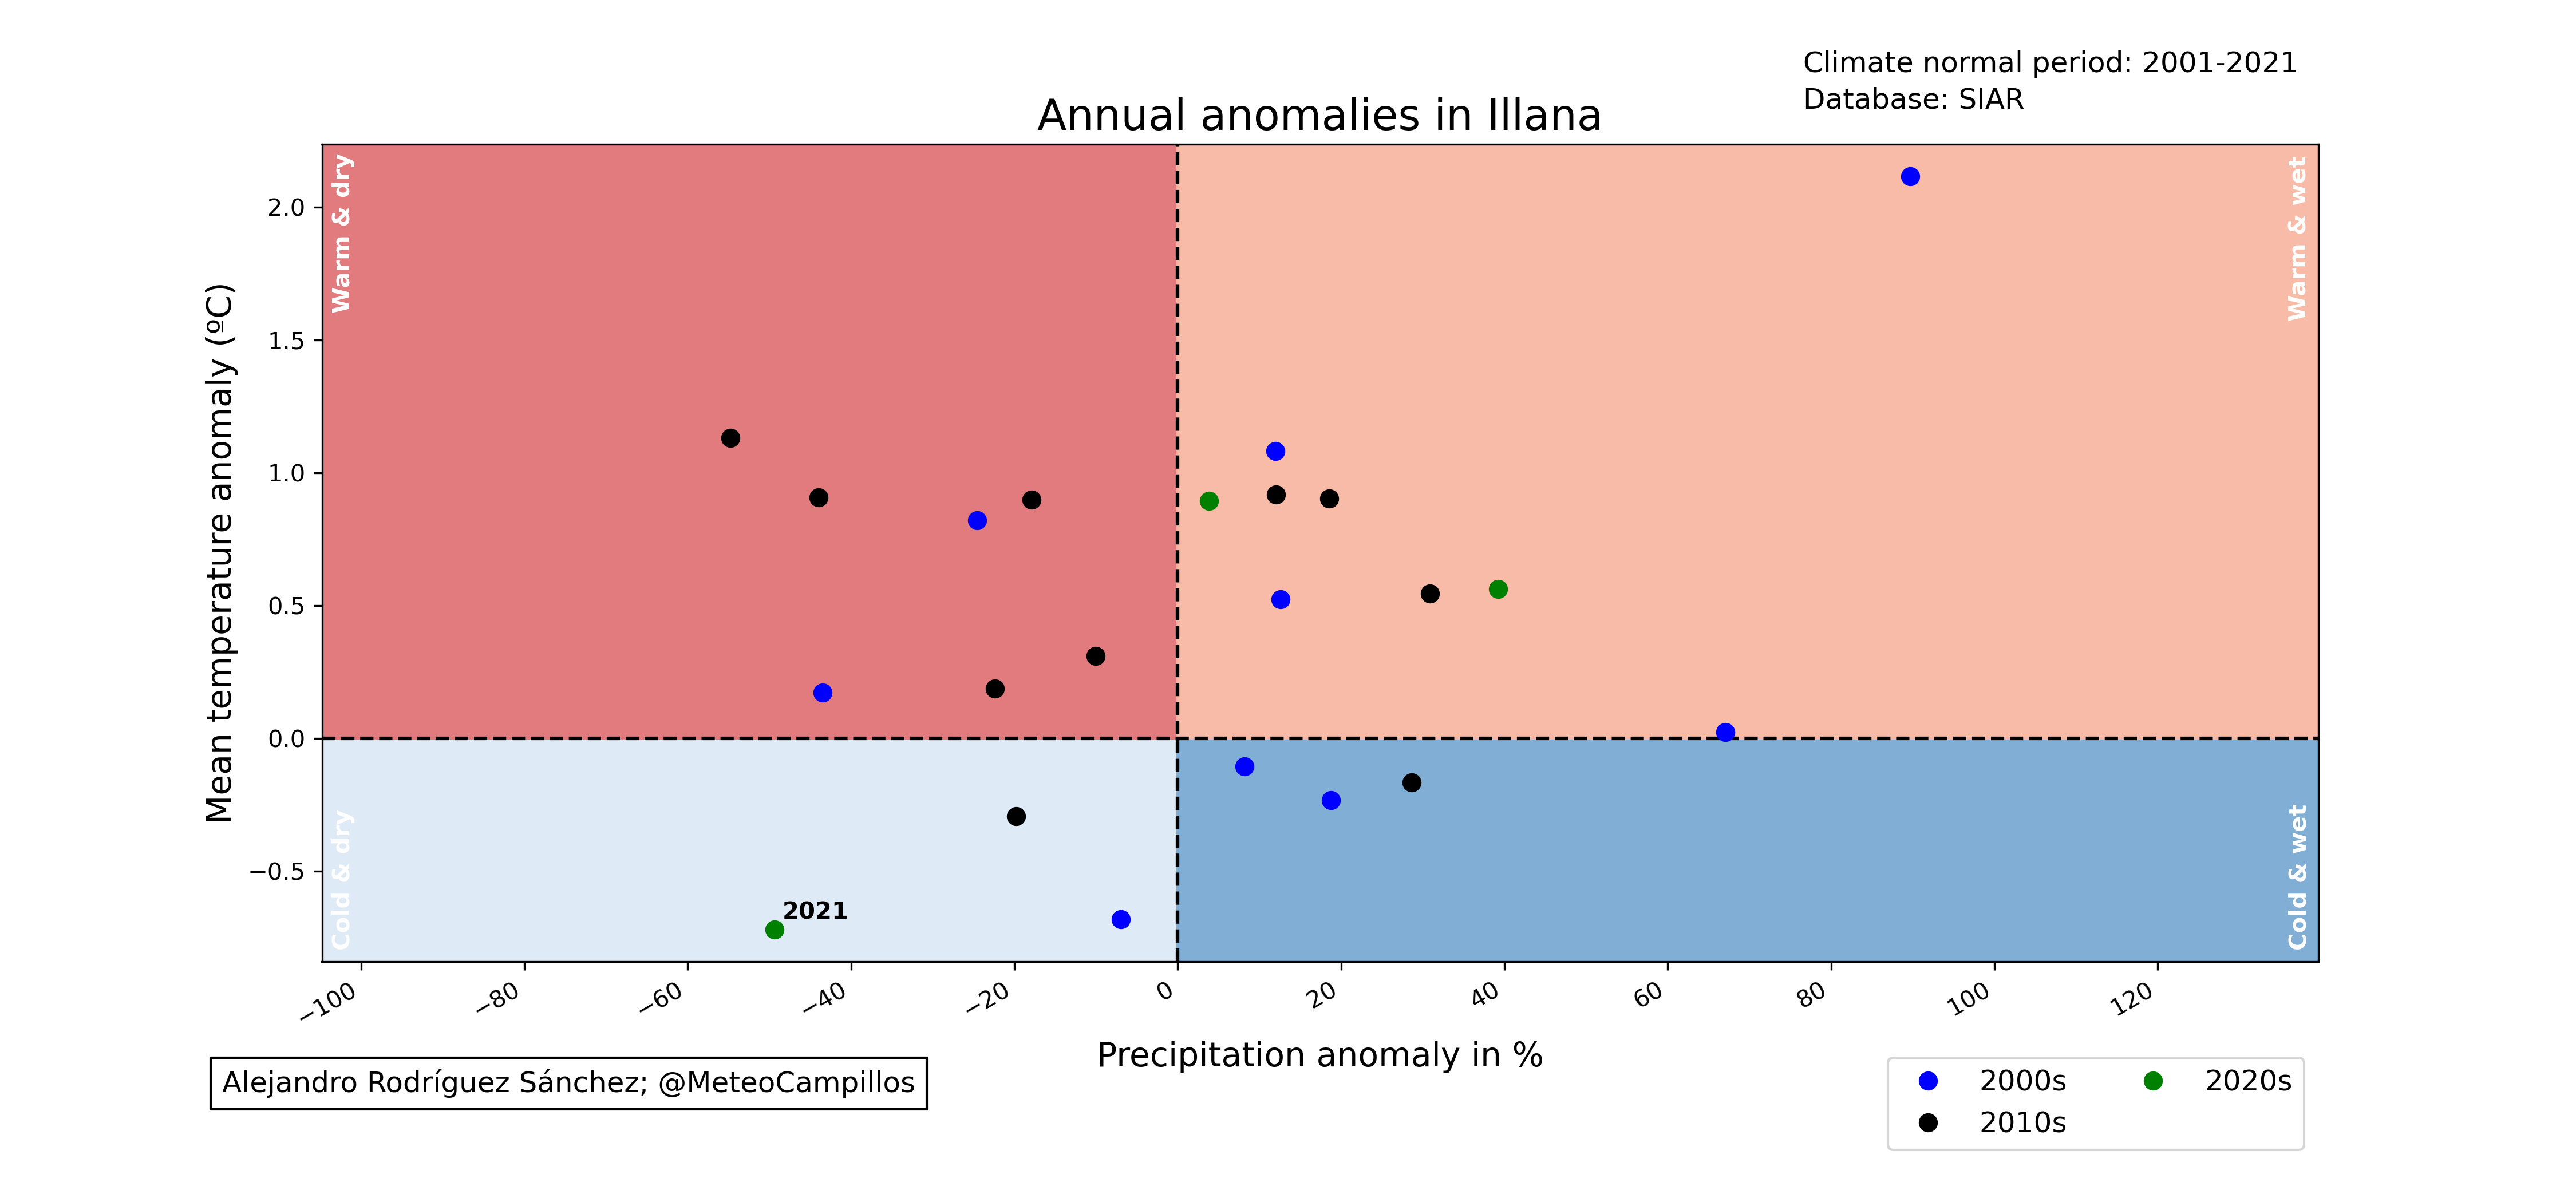 Climate normal period: 2001-2021
Database: SIAR
Annual anomalies in Illana
Warm & dry
Warm & wet
Mean temperature anomaly (ºC)
2.0
1.5
1.0
0.5
0.0
−0.5
Cold & dry
Cold & wet
2021
−100 −80 −60 −40 −20 0 20 40 60 80 100 120
Precipitation anomaly in %
Alejandro Rodríguez Sánchez; @MeteoCampillos
2000s 2020s
2010s